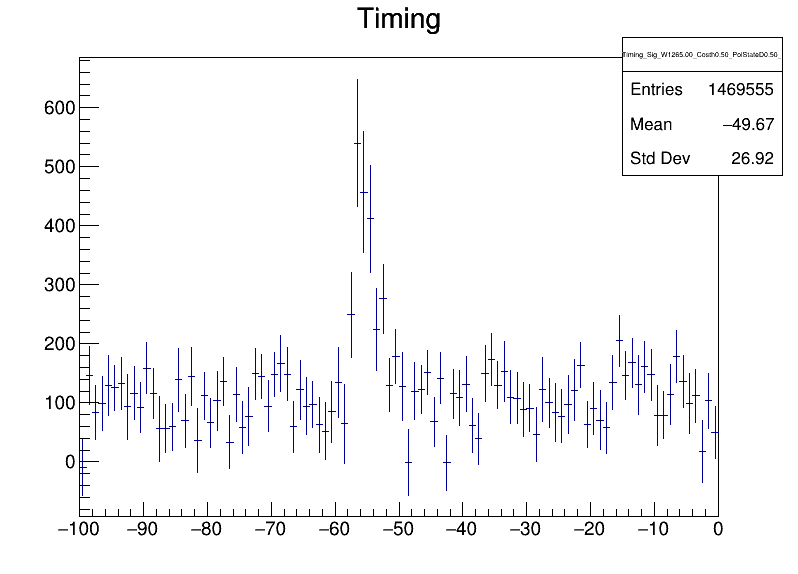 Timing
Timing_Sig_W1265.00_Costh0.50_PolStateD0.50_
Entries 1469555
Mean −49.67
Std Dev 26.92
600
500
400
300
200
100
0
−100 −90 −80 −70 −60 −50 −40 −30 −20 −10 0